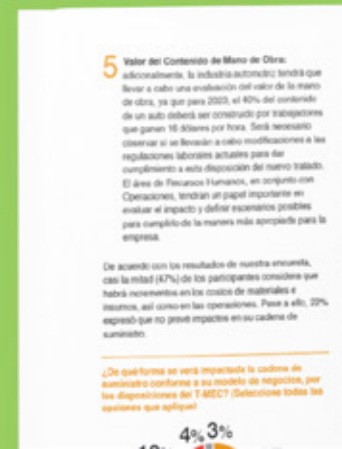 5 Valor del Contenido de Mano de Obra:
adicionalmente, la industria automotriz tendrá que
llevar a cabo una evaluación del valor de la mano
de obra, ya que para 2023, el 40% del contenido
de un auto deberá ser construido por trabajadores
que ganen 16 dólares por hora. Será necesario
observar si se llevarán a cabo modificaciones a las
regulaciones laborales actuales para dar
cumplimiento a esta disposición del nuevo tratado.
El área de Recursos Humanos, en conjunto con
Operaciones, tendrán un papel importante en
evaluar el impacto y definir escenarios posibles
para cumplirlo de la manera más apropiada para la
empresa.
De acuerdo con los resultados de nuestra encuesta,
casi la mitad (47%) de los participantes considera que
habrá incrementos en los costos de materiales e
insumos, así como en las operaciones. Pese a ello, 22%
expresó que no prevé impactos en su cadena de
suministro.
¿De qué forma se verá impactada la cadena de
suministro conforme a su modelo de negocios, por
las disposiciones del T-MEC? (Seleccione todas las
opciones que aplique)
4% 3%